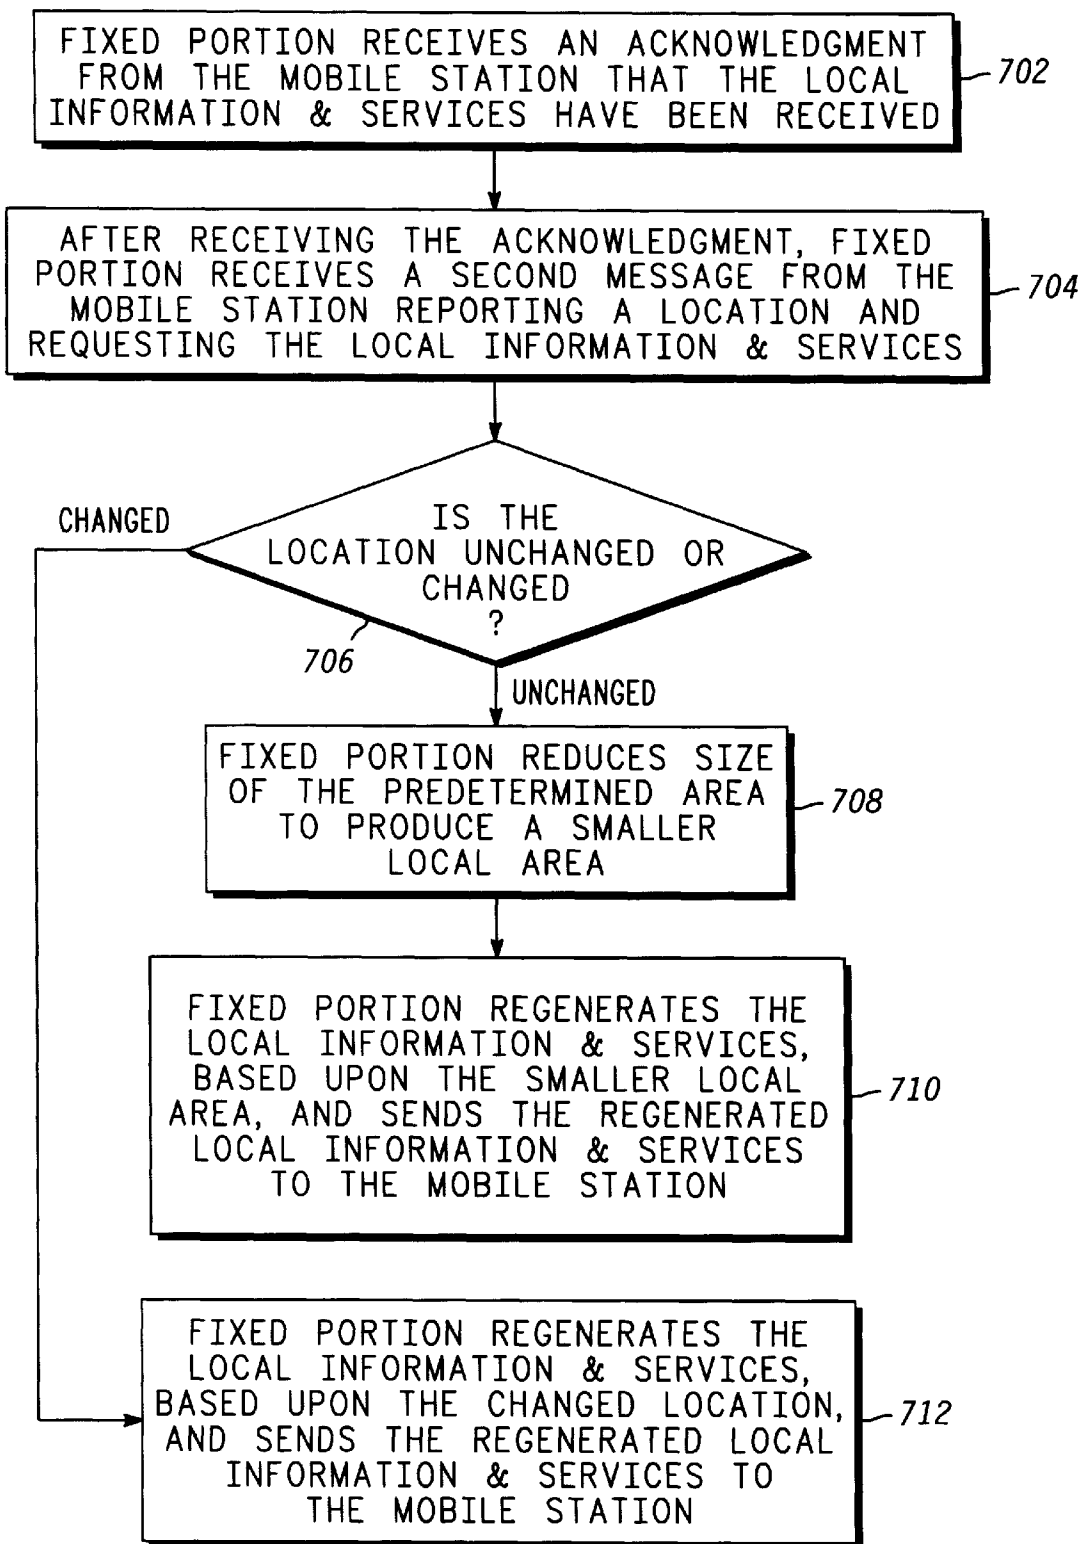 FIXED PORTION RECEIVES AN ACKNOWLEDGMENT
FROM THE MOBILE STATION THAT THE LOCAL
INFORMATION & SERVICES HAVE BEEN RECEIVED
702
AFTER RECEIVING THE ACKNOWLEDGMENT, FIXED
PORTION RECEIVES A SECOND MESSAGE FROM THE
MOBILE STATION REPORTING A LOCATION AND
REQUESTING THE LOCAL INFORMATION & SERVICES
704
CHANGED
IS THE
LOCATION UNCHANGED OR
CHANGED
?
706
UNCHANGED
FIXED PORTION REDUCES SIZE
OF THE PREDETERMINED AREA
TO PRODUCE A SMALLER
LOCAL AREA
708
FIXED PORTION REGENERATES THE
LOCAL INFORMATION & SERVICES,
BASED UPON THE SMALLER LOCAL
AREA, AND SENDS THE REGENERATED
LOCAL INFORMATION & SERVICES
TO THE MOBILE STATION
710
FIXED PORTION REGENERATES THE
LOCAL INFORMATION & SERVICES,
BASED UPON THE CHANGED LOCATION,
AND SENDS THE REGENERATED LOCAL
INFORMATION & SERVICES TO
THE MOBILE STATION
712